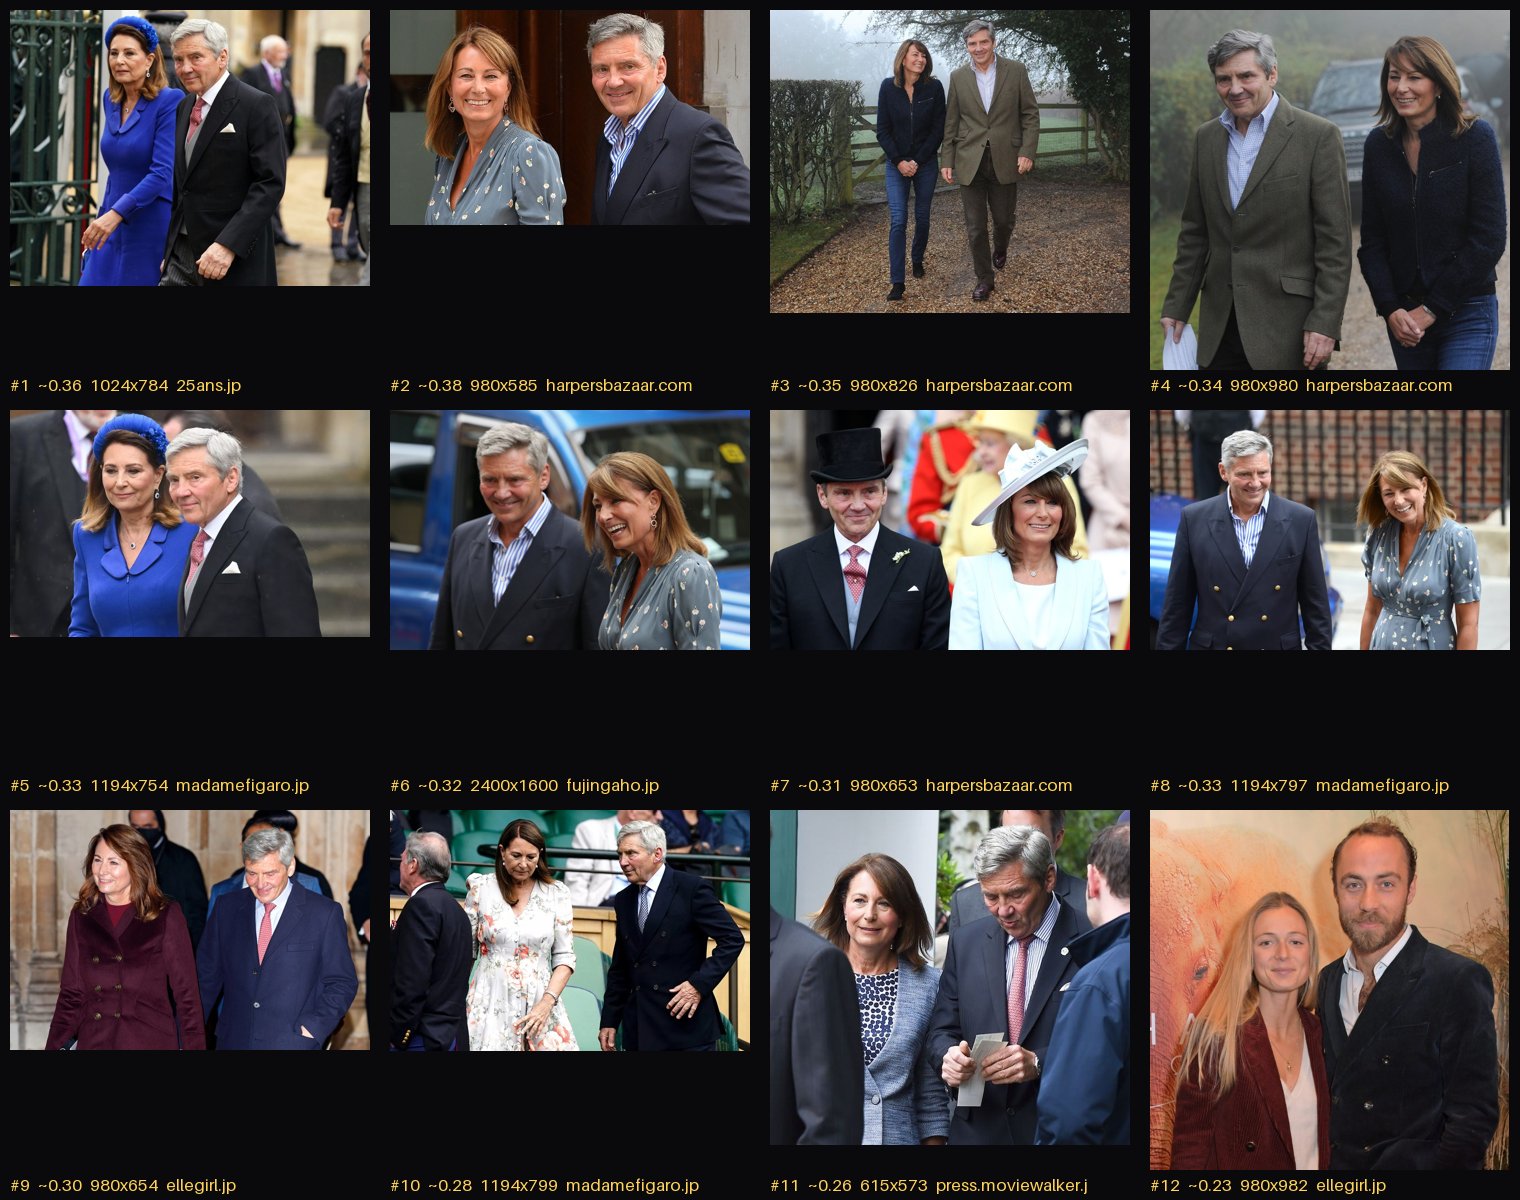 #1 ~0.36 1024x784 25ans.jp
#2 ~0.38 980x585 harpersbazaar.com
#3 ~0.35 980x826 harpersbazaar.com
#4 ~0.34 980x980 harpersbazaar.com
#5 ~0.33 1194x754 madamefigaro.jp
#6 ~0.32 2400x1600 fujingaho.jp
#7 ~0.31 980x653 harpersbazaar.com
#8 ~0.33 1194x797 madamefigaro.jp
#9 ~0.30 980x654 ellegirl.jp
#10 ~0.28 1194x799 madamefigaro.jp
#11 ~0.26 615x573 press.moviewalker.j
#12 ~0.23 980x982 ellegirl.jp